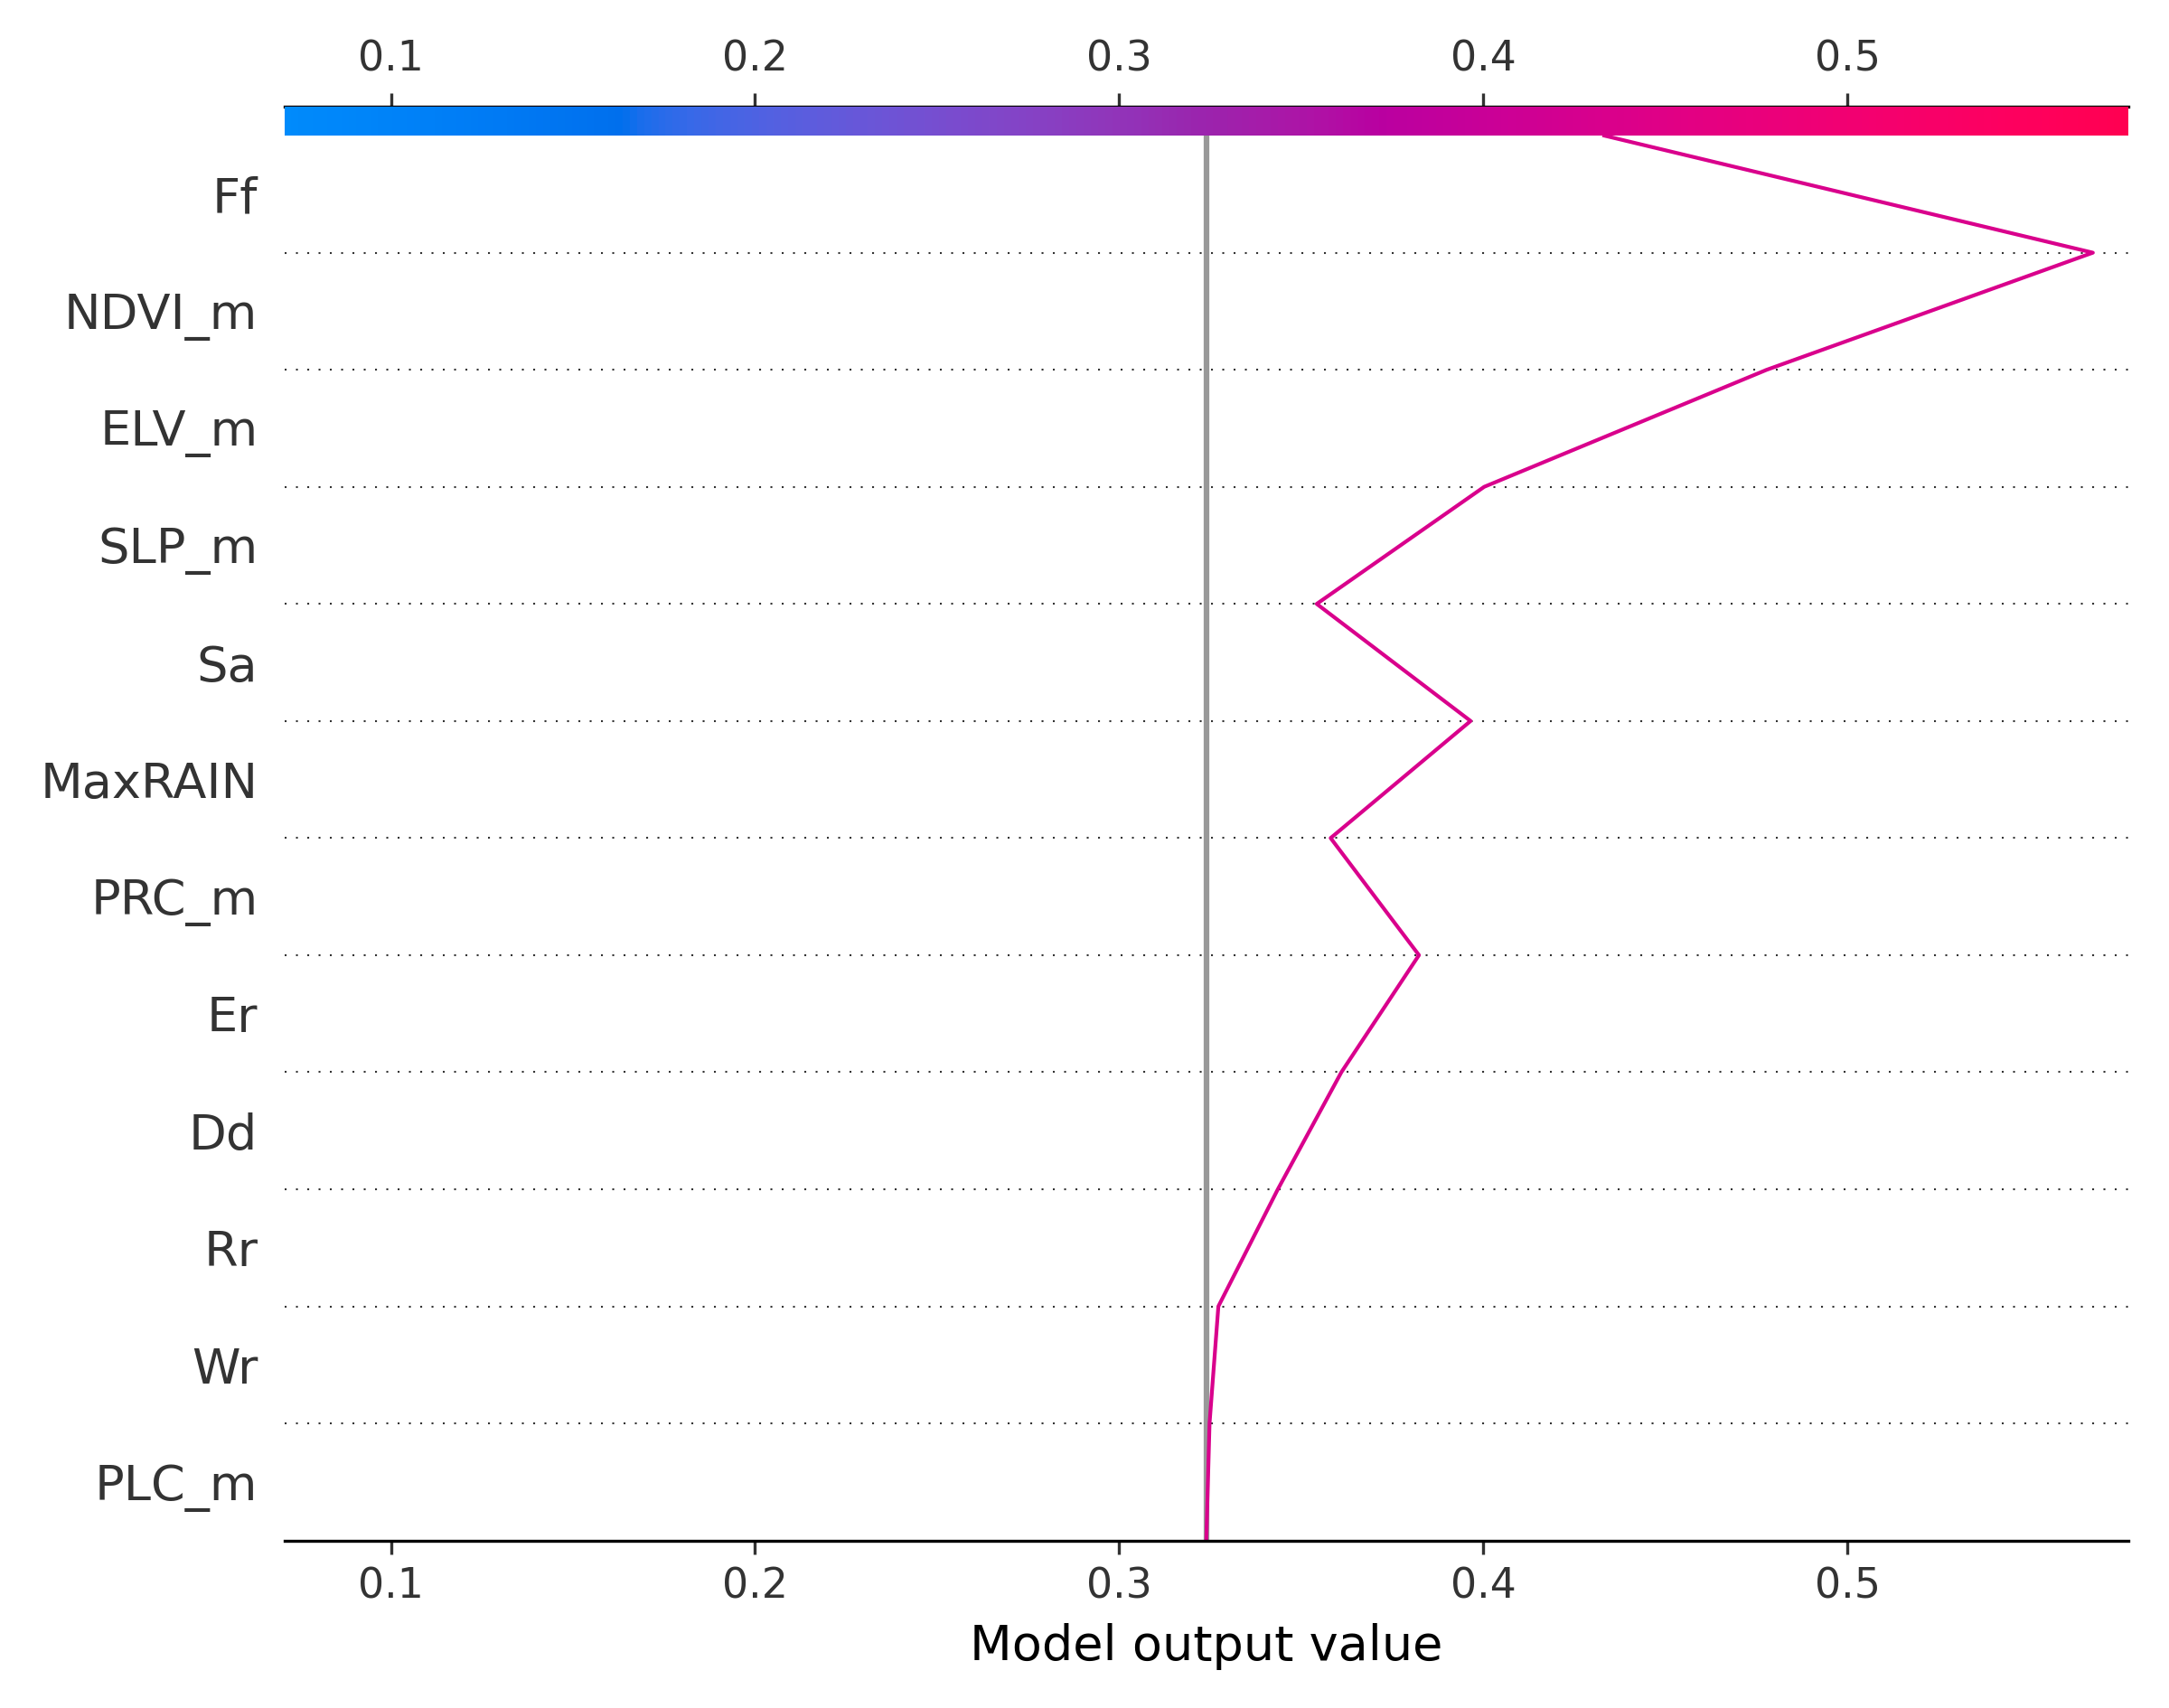 0.1 0.2 0.3 0.4 0.5
Ff
NDVI_m
ELV_m
SLP_m
Sa
MaxRAIN
PRC_m
Er
Dd
Rr
Wr
PLC_m
0.1 0.2 0.3 0.4 0.5
Model output value